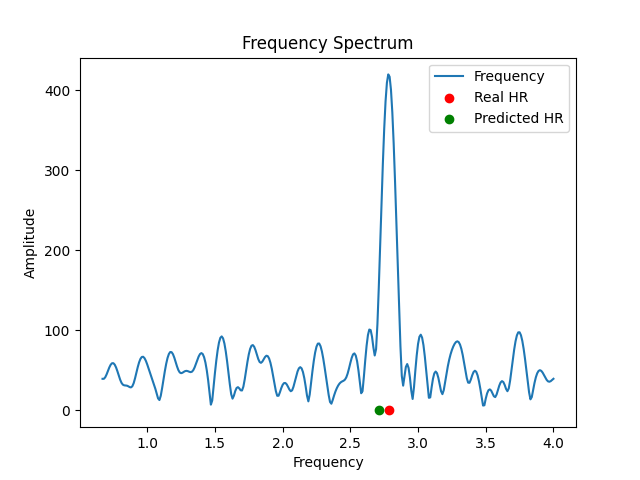 Frequency Spectrum
Frequency
Real HR
Predicted HR
400
300
200
100
0
Amplitude
1.0 1.5 2.0 2.5 3.0 3.5 4.0
Frequency